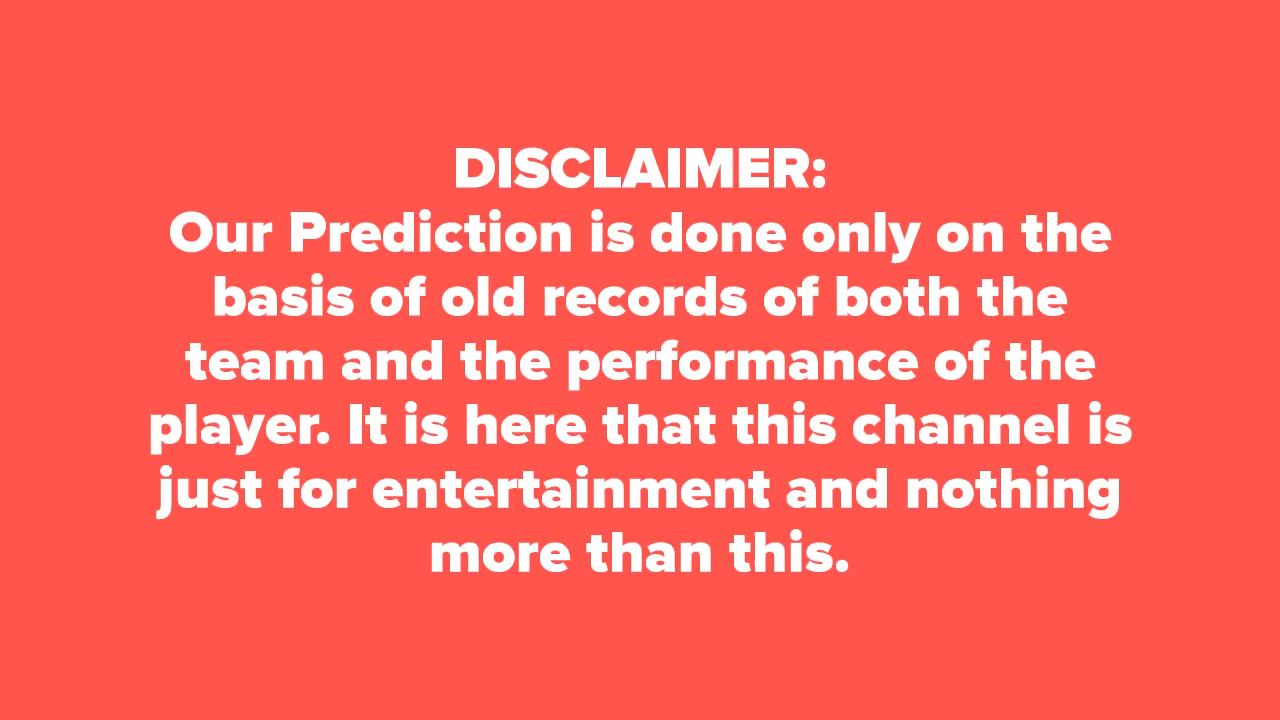 DISCLAIMER:
Our Prediction is done only on the
basis of old records of both the
team and the performance of the
player. It is here that this channel is
just for entertainment and nothing
more than this.